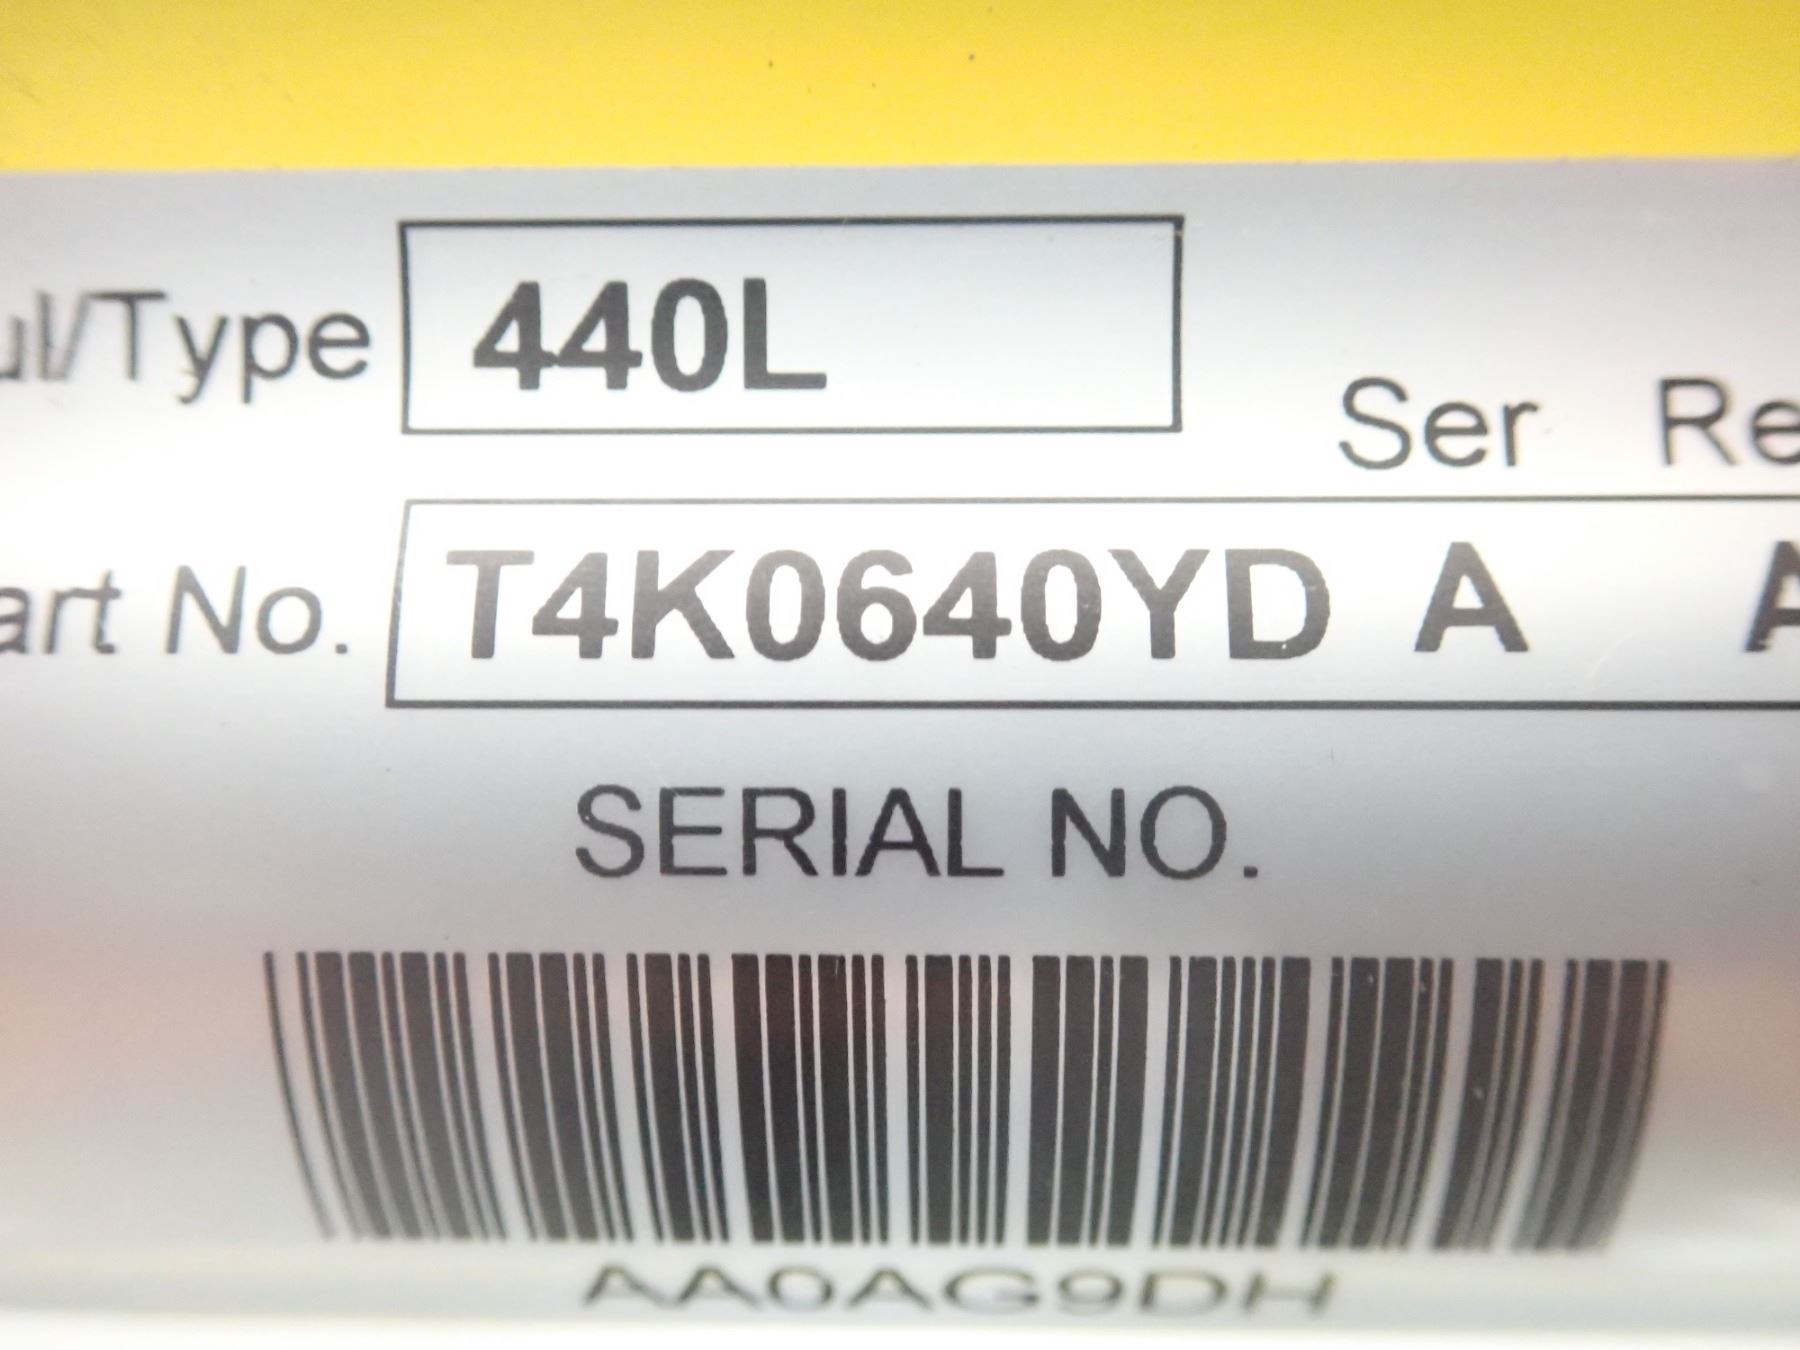 ul/Type 440L
Ser Re
art No. T4K0640YD A A
SERIAL NO.
AA0AG9DH